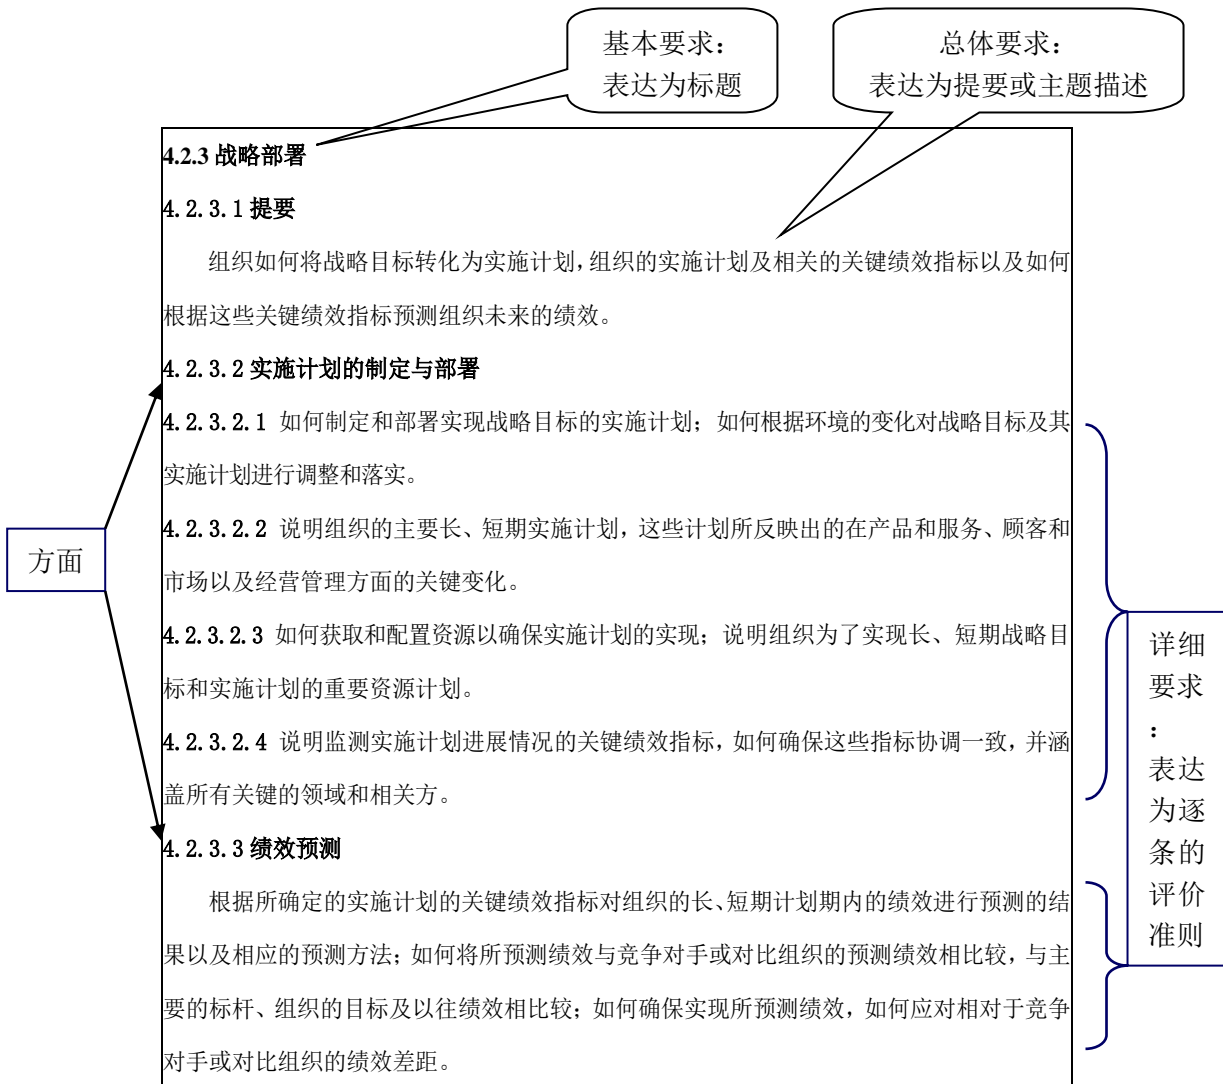 基本要求：
表达为标题
总体要求：
表达为提要或主题描述
4.2.3 战略部署
4.2.3.1 提要
组织如何将战略目标转化为实施计划，组织的实施计划及相关的关键绩效指标以及如何
根据这些关键绩效指标预测组织未来的绩效。
4.2.3.2 实施计划的制定与部署
4.2.3.2.1 如何制定和部署实现战略目标的实施计划；如何根据环境的变化对战略目标及其
实施计划进行调整和落实。
4.2.3.2.2 说明组织的主要长、短期实施计划，这些计划所反映出的在产品和服务、顾客和
市场以及经营管理方面的关键变化。
4.2.3.2.3 如何获取和配置资源以确保实施计划的实现；说明组织为了实现长、短期战略目
标和实施计划的重要资源计划。
4.2.3.2.4 说明监测实施计划进展情况的关键绩效指标，如何确保这些指标协调一致，并涵
盖所有关键的领域和相关方。
4.2.3.3 绩效预测
根据所确定的实施计划的关键绩效指标对组织的长、短期计划期内的绩效进行预测的结
果以及相应的预测方法；如何将所预测绩效与竞争对手或对比组织的预测绩效相比较，与主
要的标杆、组织的目标及以往绩效相比较；如何确保实现所预测绩效，如何应对相对于竞争
对手或对比组织的绩效差距。
方面
详细
要求
：
表达
为逐
条的
评价
准则